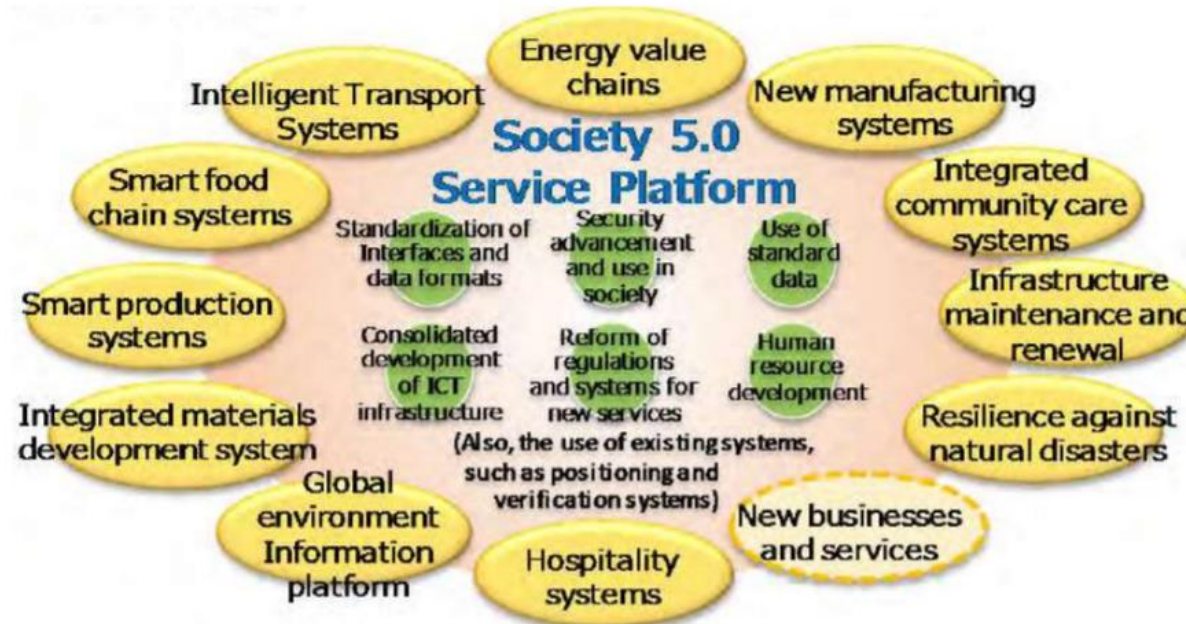 Energy value
chains
Intelligent Transport
Systems
New manufacturing
systems
Society 5.0
Service Platform
Smart food
chain systems
Integrated
community care
systems
Standardization of
Interfaces and
data formats
Security
advancement
and use in
society
Use of
standard
data
Smart production
systems
Infrastructure
maintenance and
renewal
Consolidated
development
of ICT
infrastructure
Reform of
regulations
and systems for
new services
Human
resource
development
Integrated materials
development system
Resilience against
natural disasters
(Also, the use of existing systems,
such as positioning and
verification systems)
Global
environment
Information
platform
Hospitality
systems
New businesses
and services